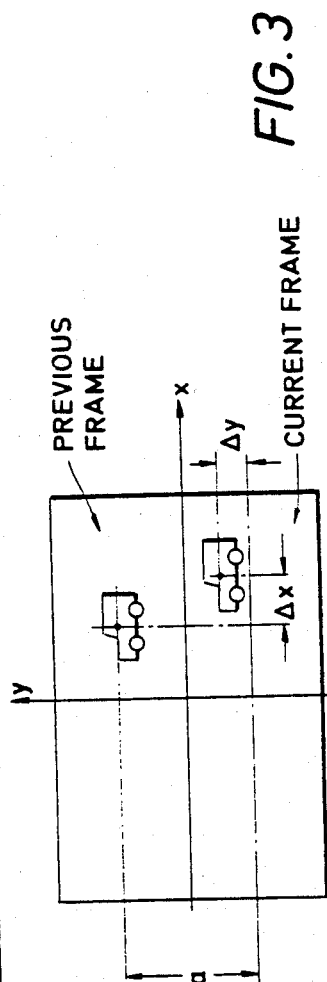 y
PREVIOUS
FRAME
x
a
Δy
Δx
CURRENT FRAME
FIG. 3